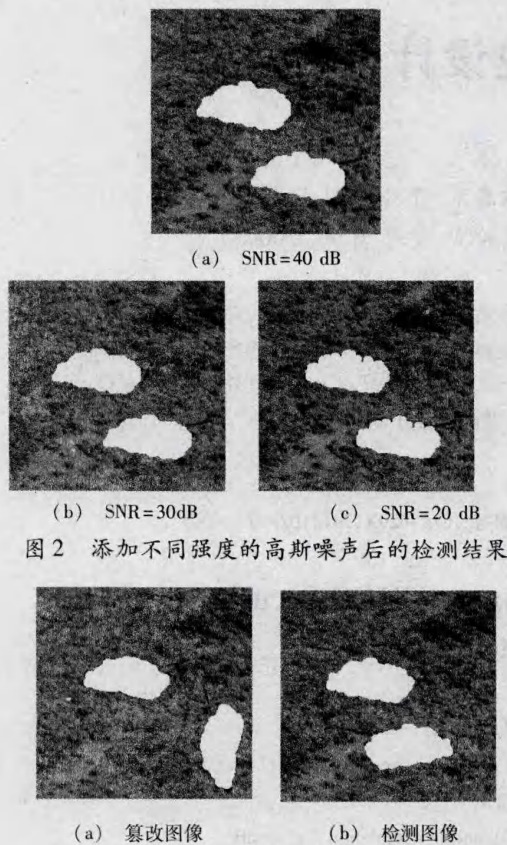 (a) SNR=40 dB
(b) SNR=30dB
(c) SNR=20 dB
图2 添加不同强度的高斯噪声后的检测结果
(a) 篡改图像
(b) 检测图像